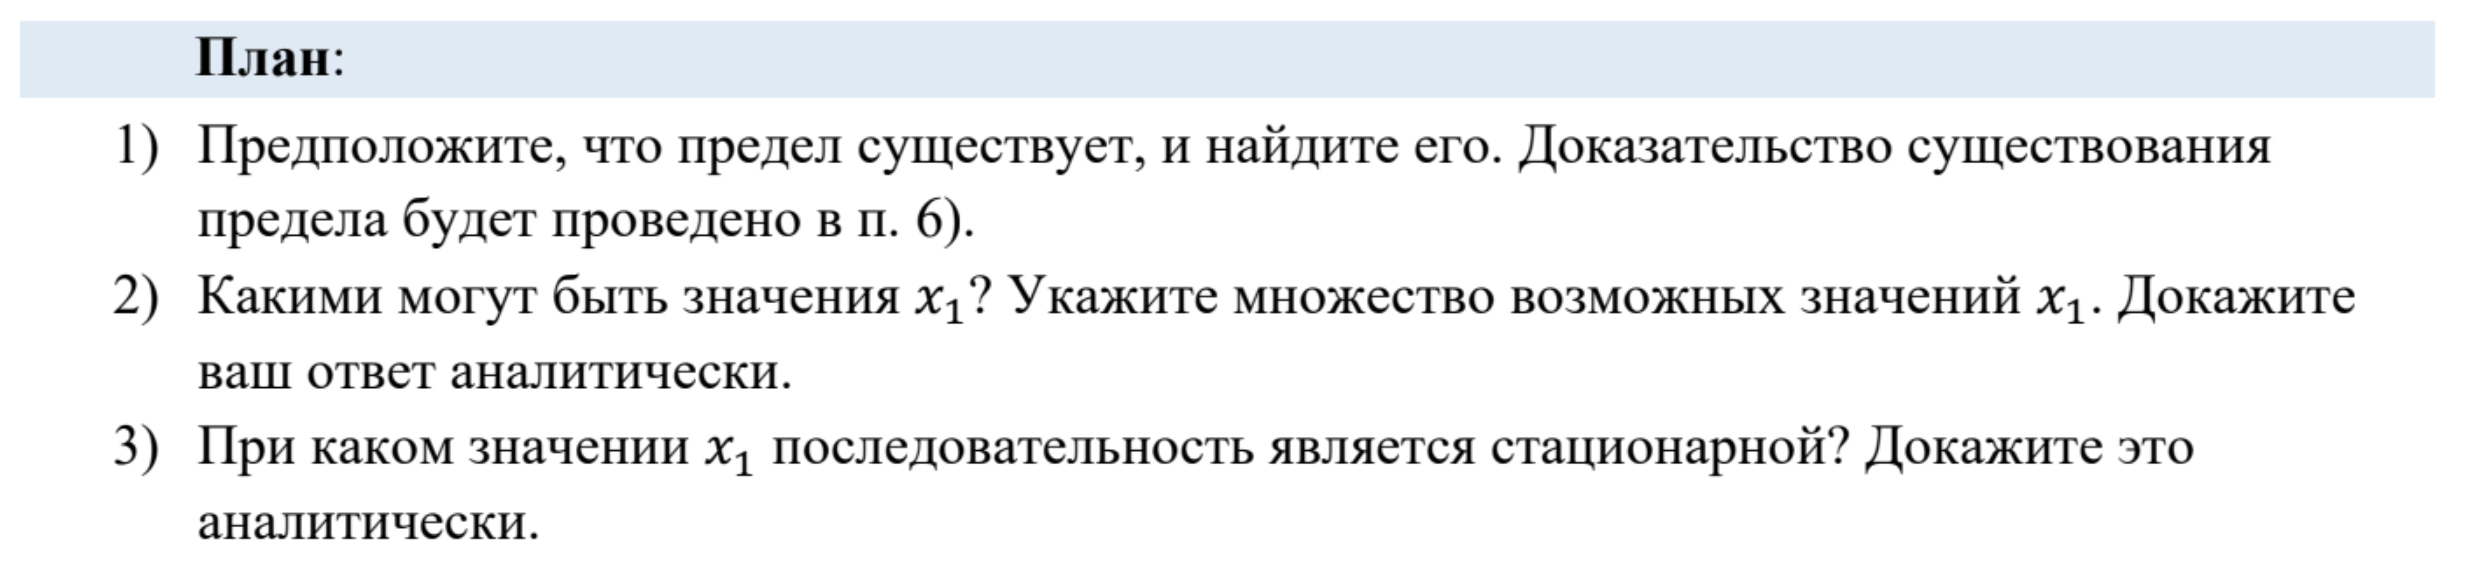 План:
1) Предположите, что предел существует, и найдите его. Доказательство существования
предела будет проведено в п. 6).
2) Какими могут быть значения x₁? Укажите множество возможных значений x₁. Докажите
ваш ответ аналитически.
3) При каком значении x₁ последовательность является стационарной? Докажите это
аналитически.